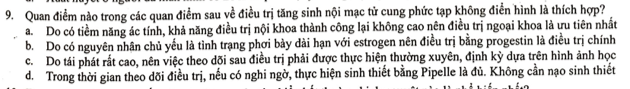 9. Quan điểm nào trong các quan điểm sau về điều trị tăng sinh nội mạc tử cung phức tạp không điển hình là thích hợp?
a. Do có tiềm năng ác tính, khả năng điều trị nội khoa thành công lại không cao nên điều trị ngoại khoa là ưu tiên nhất
b. Do có nguyên nhân chủ yếu là tình trạng phơi bày dài hạn với estrogen nên điều trị bằng progestin là điều trị chính
c. Do tái phát rất cao, nên việc theo dõi sau điều trị phải được thực hiện thường xuyên, định kỳ dựa trên hình ảnh học
d. Trong thời gian theo dõi điều trị, nếu có nghi ngờ, thực hiện sinh thiết bằng Pipelle là đủ. Không cần nạo sinh thiết